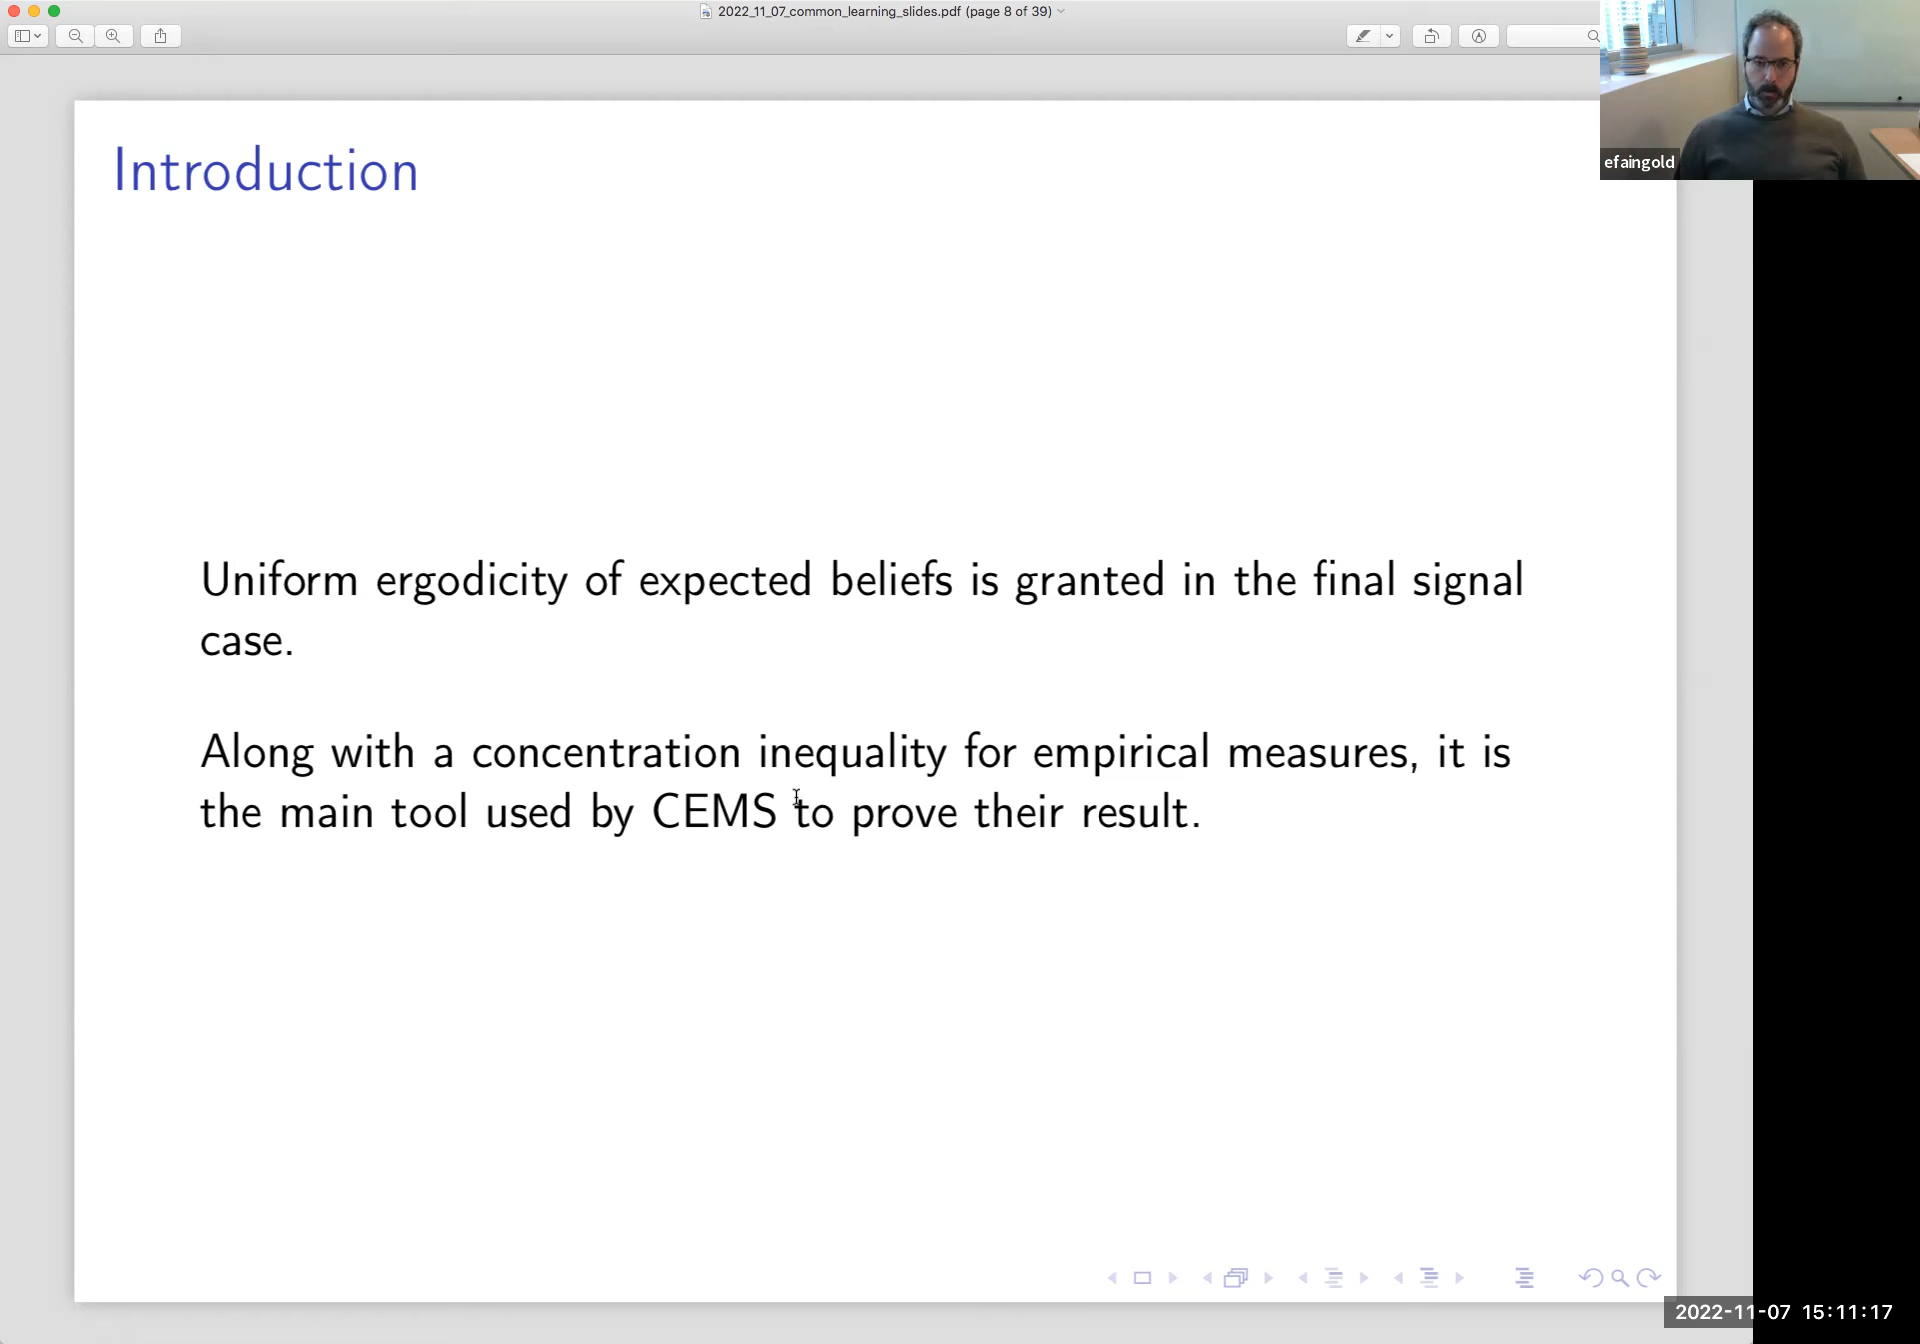 2022_11_07_common_learning_slides.pdf (page 8 of 39)
efaingold
Introduction
Uniform ergodicity of expected beliefs is granted in the final signal
case.
Along with a concentration inequality for empirical measures, it is
the main tool used by CEMS to prove their result.
2022-11-07 15:11:17